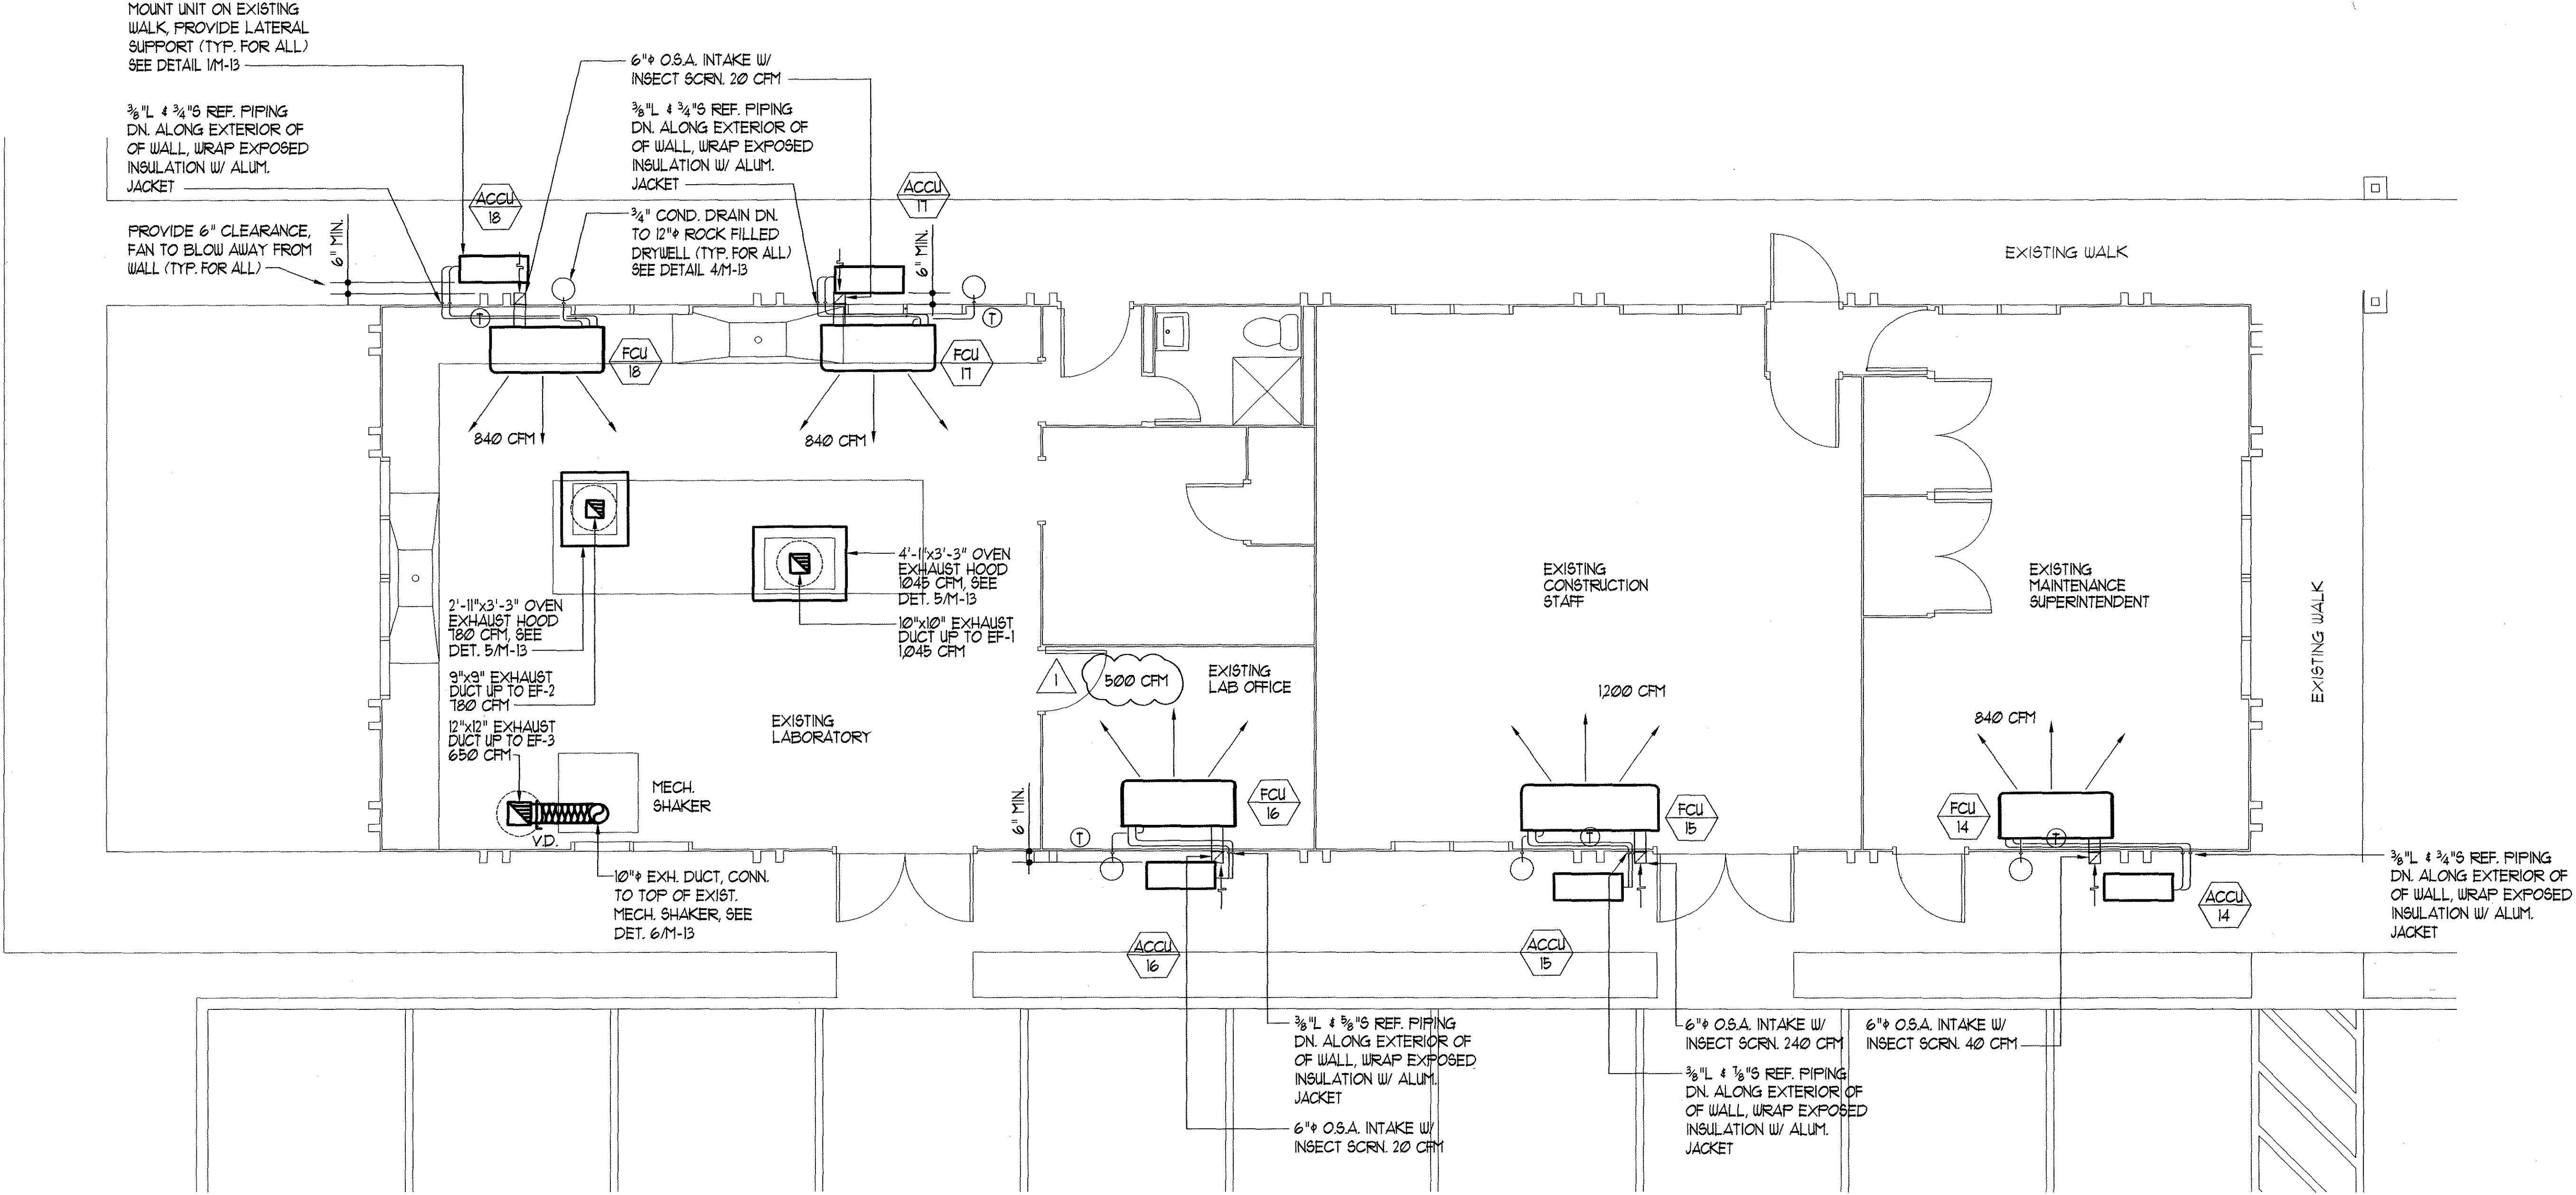 MOUNT UNIT ON EXISTING
WALK, PROVIDE LATERAL
SUPPORT (TYP. FOR ALL)
SEE DETAIL 1/M-13
⅜"L & ¾"S REF. PIPING
DN. ALONG EXTERIOR OF
OF WALL, WRAP EXPOSED
INSULATION W/ ALUM.
JACKET
PROVIDE 6" CLEARANCE,
FAN TO BLOW AWAY FROM
WALL (TYP. FOR ALL)
6" MIN.
ACCU
18
6"ϕ O.S.A. INTAKE W/
INSECT SCRN. 20 CFM
⅜"L & ¾"S REF. PIPING
DN. ALONG EXTERIOR OF
OF WALL, WRAP EXPOSED
INSULATION W/ ALUM.
JACKET
¾" COND. DRAIN DN.
TO 12"ϕ ROCK FILLED
DRYWELL (TYP. FOR ALL)
SEE DETAIL 4/M-13
ACCU
17
6" MIN.
EXISTING WALK
T
T
FCU
18
FCU
17
840 CFM
840 CFM
4'-1"x3'-3" OVEN
EXHAUST HOOD
1045 CFM, SEE
DET. 5/M-13
10"x10" EXHAUST
DUCT UP TO EF-1
1,045 CFM
2'-11"x3'-3" OVEN
EXHAUST HOOD
780 CFM, SEE
DET. 5/M-13
9"x9" EXHAUST
DUCT UP TO EF-2
780 CFM
12"x12" EXHAUST
DUCT UP TO EF-3
650 CFM
EXISTING
LABORATORY
MECH.
SHAKER
V.D.
10"ϕ EXH. DUCT, CONN.
TO TOP OF EXIST.
MECH. SHAKER, SEE
DET. 6/M-13
1
500 CFM
EXISTING
LAB OFFICE
EXISTING
CONSTRUCTION
STAFF
EXISTING
MAINTENANCE
SUPERINTENDENT
EXISTING WALK
1,200 CFM
840 CFM
6" MIN.
T
FCU
16
T
FCU
15
FCU
14
T
ACCU
16
ACCU
15
ACCU
14
⅜"L & ¾"S REF. PIPING
DN. ALONG EXTERIOR OF
OF WALL, WRAP EXPOSED
INSULATION W/ ALUM.
JACKET
⅜"L & ⅝"S REF. PIPING
DN. ALONG EXTERIOR OF
OF WALL, WRAP EXPOSED
INSULATION W/ ALUM.
JACKET
6"ϕ O.S.A. INTAKE W/
INSECT SCRN. 20 CFM
6"ϕ O.S.A. INTAKE W/
INSECT SCRN. 240 CFM
⅜"L & ⅞"S REF. PIPING
DN. ALONG EXTERIOR OF
OF WALL, WRAP EXPOSED
INSULATION W/ ALUM.
JACKET
6"ϕ O.S.A. INTAKE W/
INSECT SCRN. 40 CFM